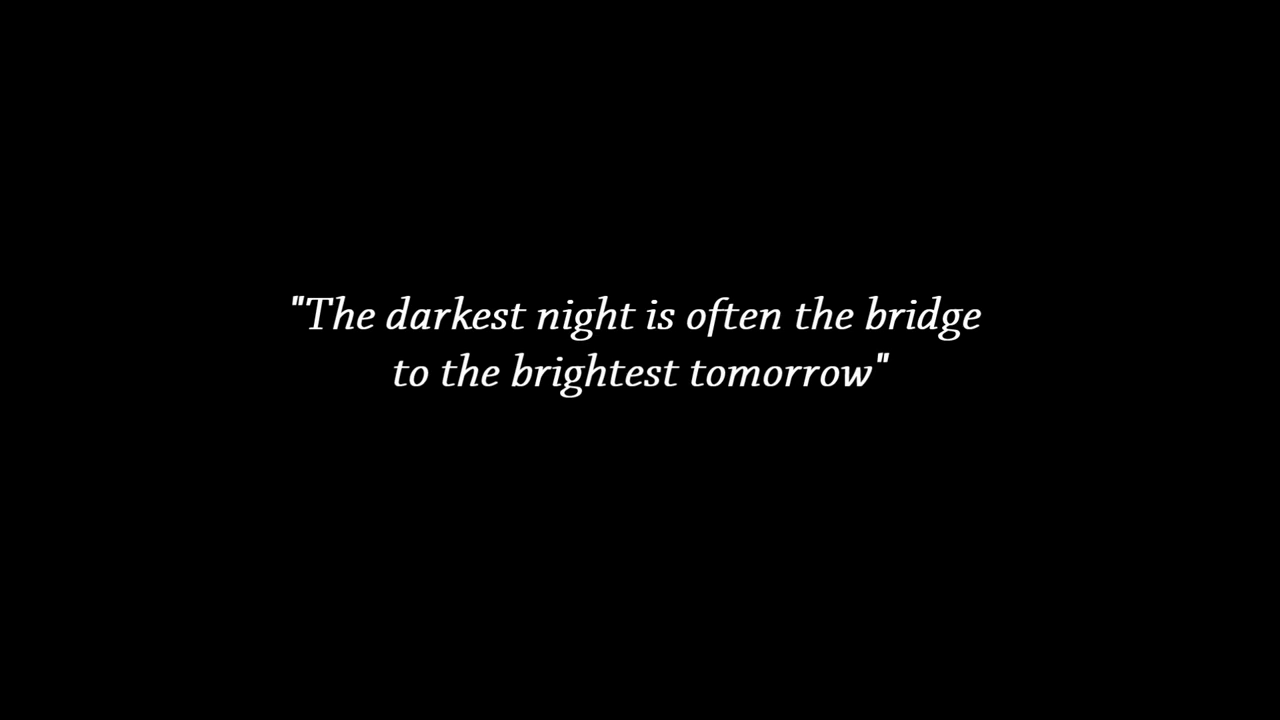 "The darkest night is often the bridge
to the brightest tomorrow"